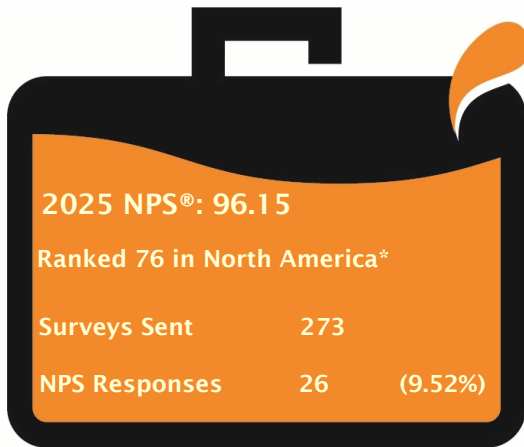 2025 NPS®: 96.15
Ranked 76 in North America*
Surveys Sent 273
NPS Responses 26 (9.52%)